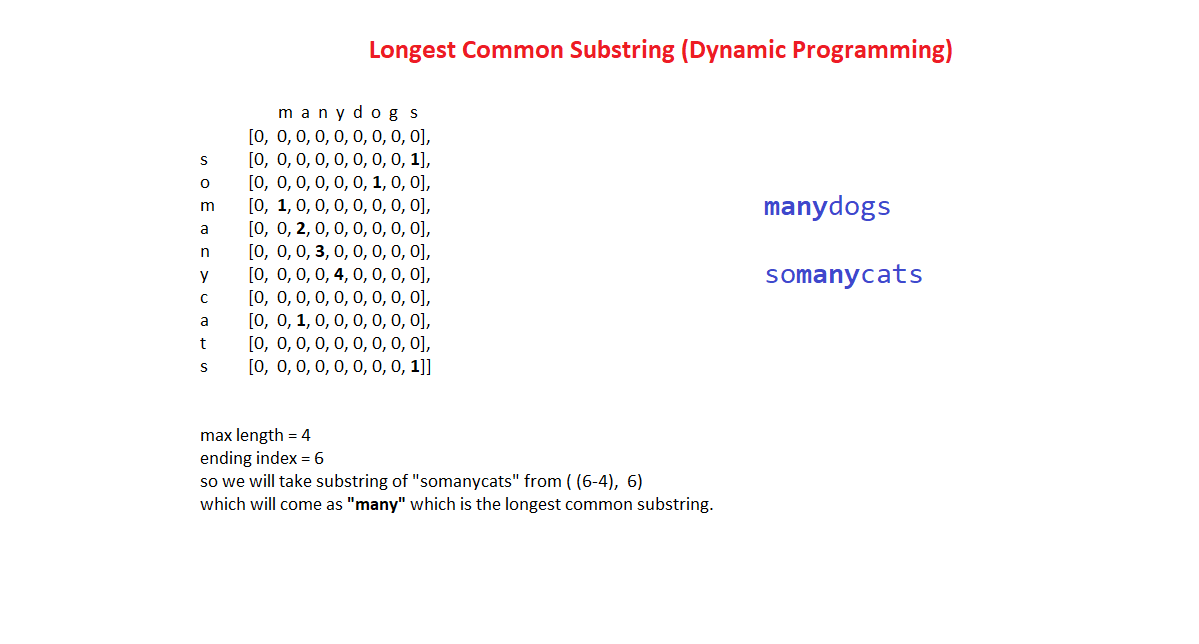 Longest Common Substring (Dynamic Programming)
m a n y d o g s
[0, 0, 0, 0, 0, 0, 0, 0, 0],
s [0, 0, 0, 0, 0, 0, 0, 0, 1],
o [0, 0, 0, 0, 0, 0, 1, 0, 0],
m [0, 1, 0, 0, 0, 0, 0, 0, 0],
a [0, 0, 2, 0, 0, 0, 0, 0, 0],
n [0, 0, 0, 3, 0, 0, 0, 0, 0],
y [0, 0, 0, 0, 4, 0, 0, 0, 0],
c [0, 0, 0, 0, 0, 0, 0, 0, 0],
a [0, 0, 1, 0, 0, 0, 0, 0, 0],
t [0, 0, 0, 0, 0, 0, 0, 0, 0],
s [0, 0, 0, 0, 0, 0, 0, 0, 1]]
manydogs
somanycats
max length = 4
ending index = 6
so we will take substring of "somanycats" from ( (6-4), 6)
which will come as "many" which is the longest common substring.